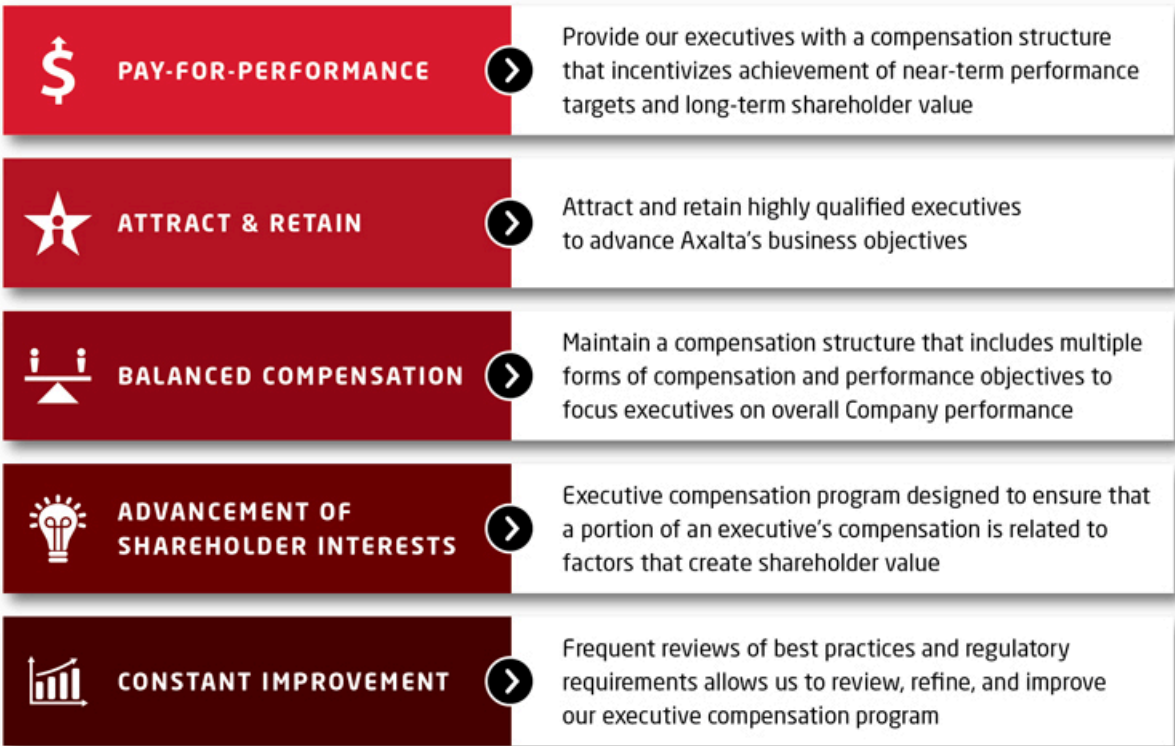 PAY-FOR-PERFORMANCE
Provide our executives with a compensation structure
that incentivizes achievement of near-term performance
targets and long-term shareholder value
ATTRACT & RETAIN
Attract and retain highly qualified executives
to advance Axalta's business objectives
BALANCED COMPENSATION
Maintain a compensation structure that includes multiple
forms of compensation and performance objectives to
focus executives on overall Company performance
ADVANCEMENT OF
SHAREHOLDER INTERESTS
Executive compensation program designed to ensure that
a portion of an executive's compensation is related to
factors that create shareholder value
CONSTANT IMPROVEMENT
Frequent reviews of best practices and regulatory
requirements allows us to review, refine, and improve
our executive compensation program